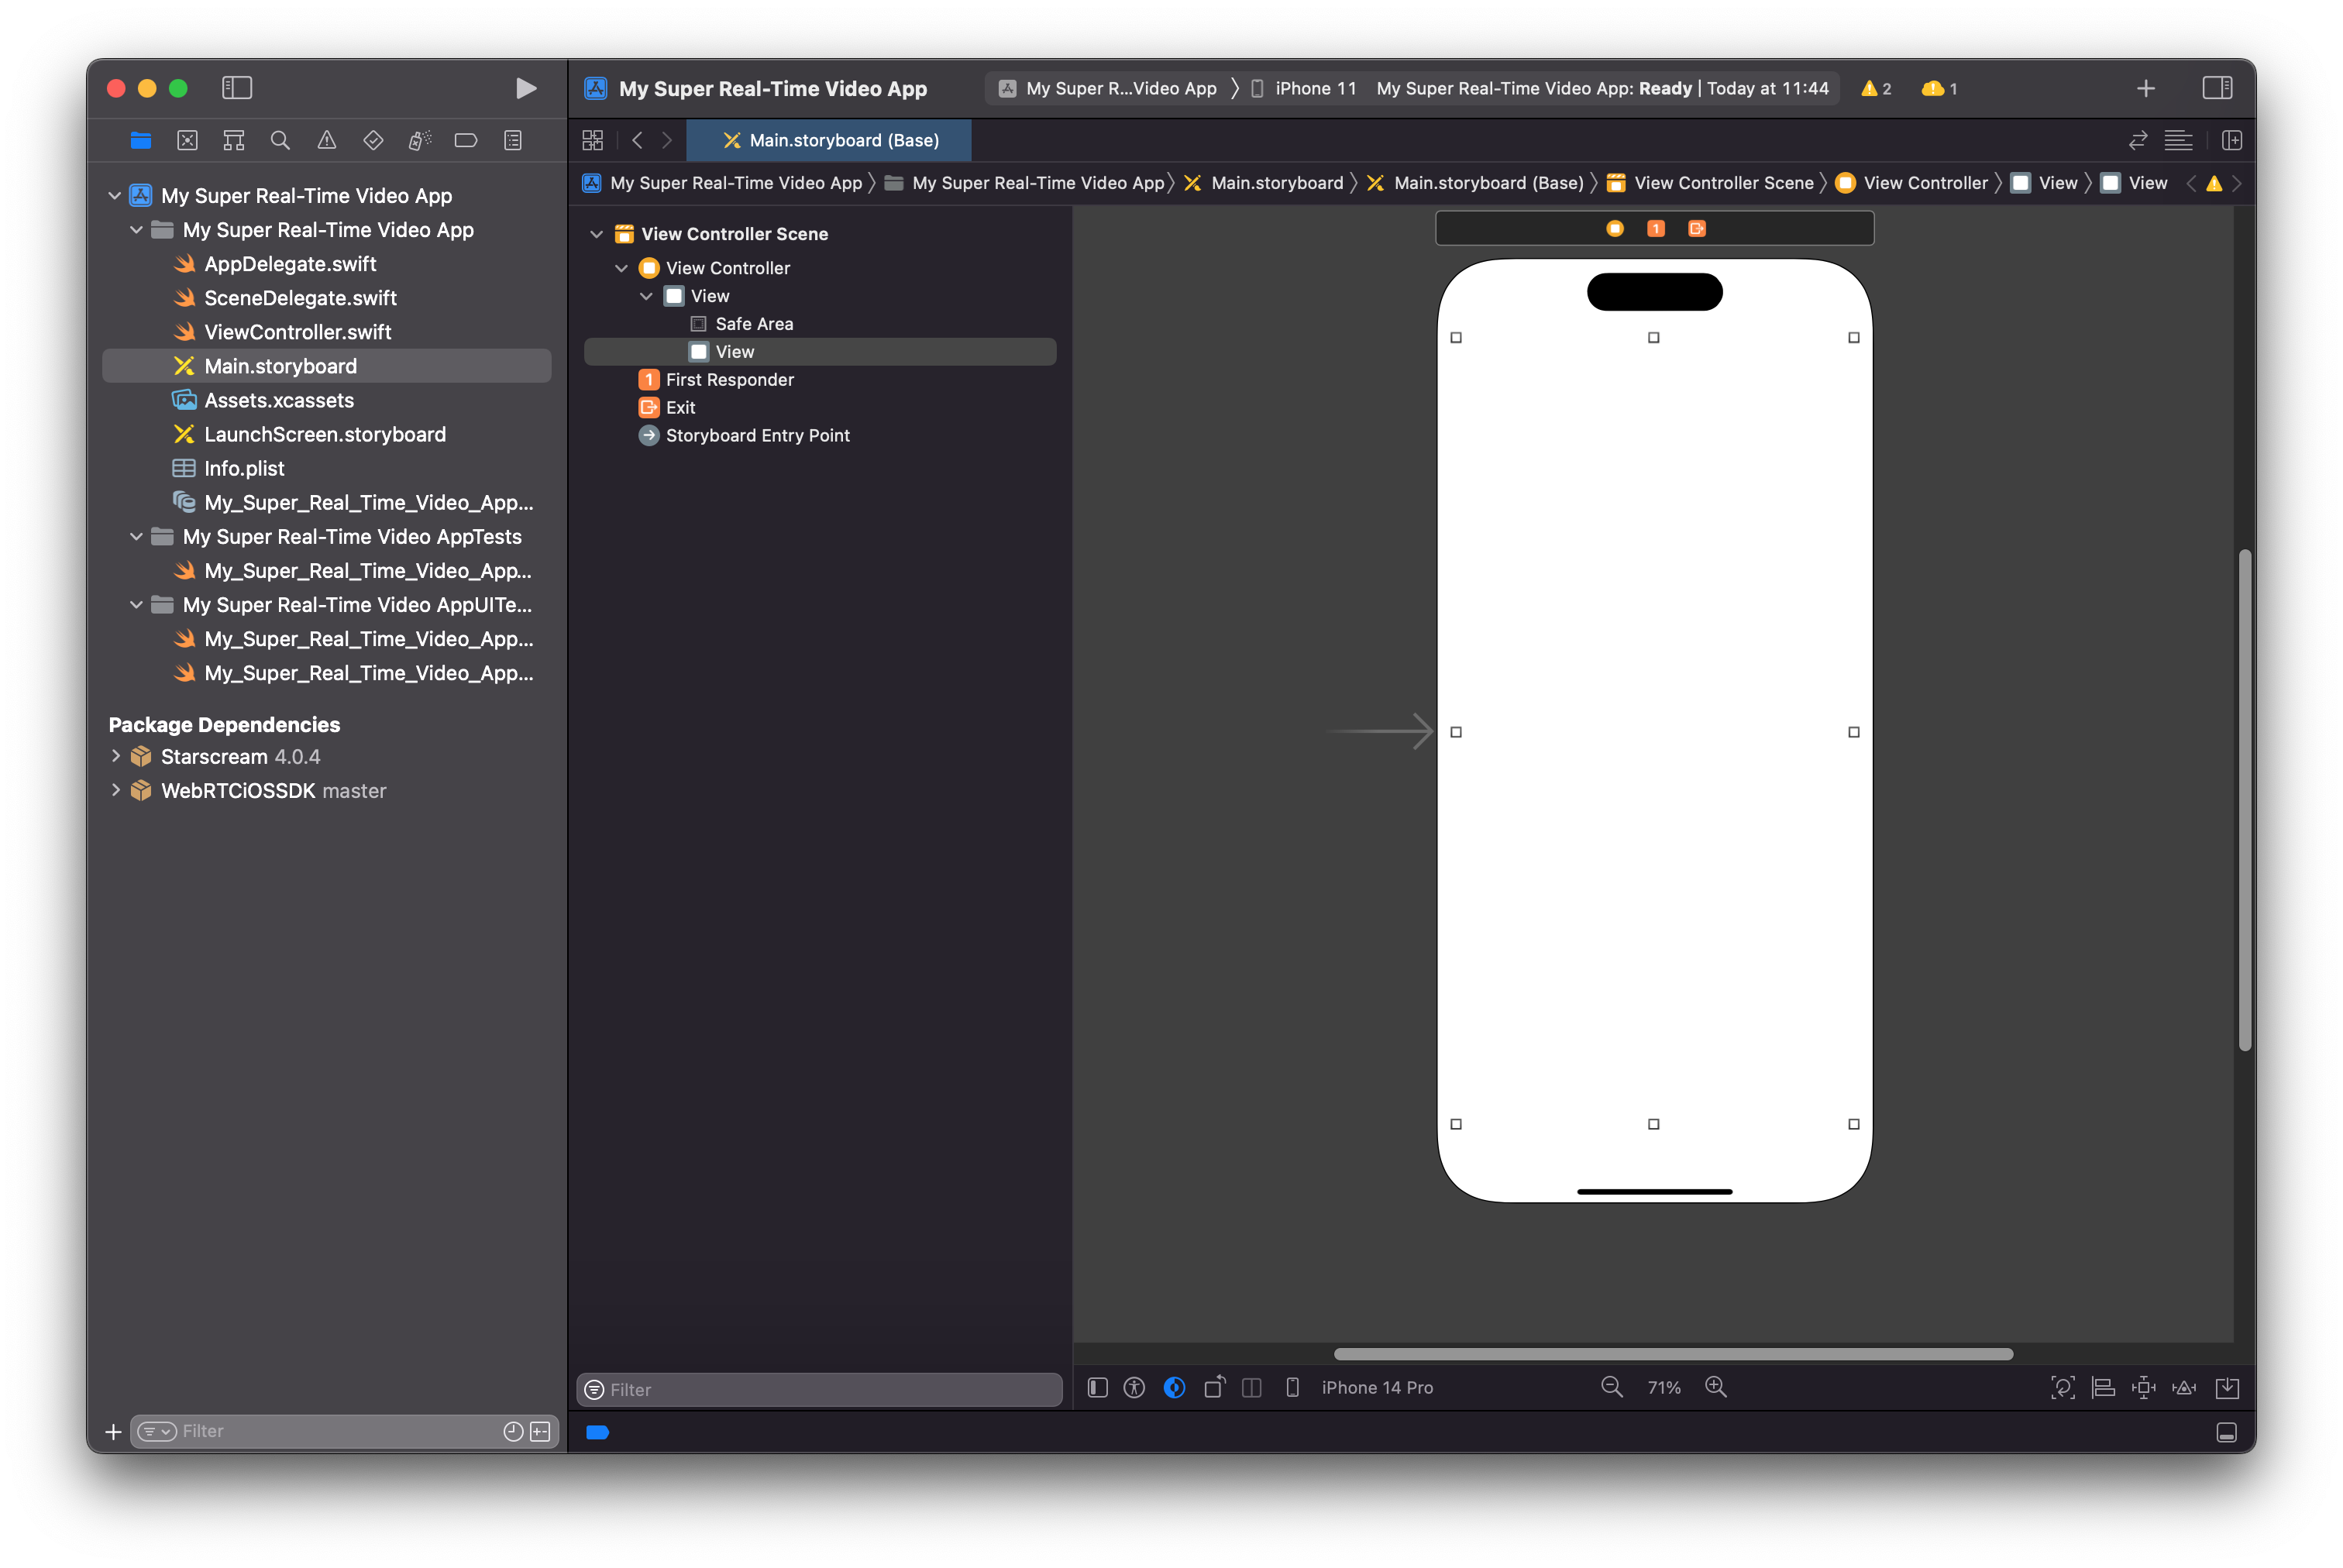 My Super Real-Time Video App
My Super R...Video App
iPhone 11
My Super Real-Time Video App: Ready | Today at 11:44
2
1
Main.storyboard (Base)
My Super Real-Time Video App
My Super Real-Time Video App
Main.storyboard
Main.storyboard (Base)
View Controller Scene
View Controller
View
View
My Super Real-Time Video App
My Super Real-Time Video App
AppDelegate.swift
SceneDelegate.swift
ViewController.swift
Main.storyboard
Assets.xcassets
LaunchScreen.storyboard
Info.plist
My_Super_Real_Time_Video_App...
My Super Real-Time Video AppTests
My_Super_Real_Time_Video_App...
My Super Real-Time Video AppUITe...
My_Super_Real_Time_Video_App...
My_Super_Real_Time_Video_App...
Package Dependencies
Starscream 4.0.4
WebRTCiOSSDK master
Filter
View Controller Scene
View Controller
View
Safe Area
View
1 First Responder
Exit
Storyboard Entry Point
Filter
1
iPhone 14 Pro
71%